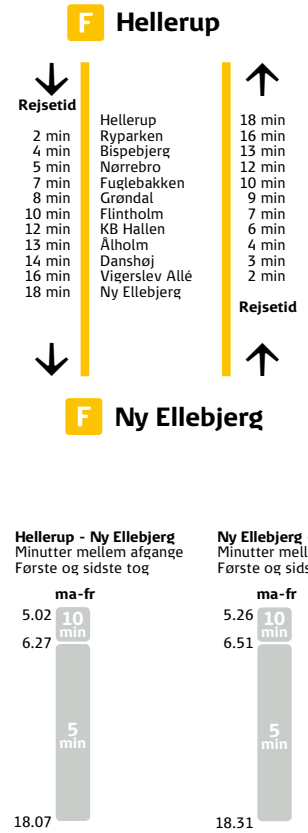 F Hellerup
Rejsetid
Hellerup 18 min
2 min Ryparken 16 min
4 min Bispebjerg 13 min
5 min Nørrebro 12 min
7 min Fuglebakken 10 min
8 min Grøndal 9 min
10 min Flintholm 7 min
12 min KB Hallen 6 min
13 min Ålholm 4 min
14 min Danshøj 3 min
16 min Vigerslev Allé 2 min
18 min Ny Ellebjerg
Rejsetid
F Ny Ellebjerg
Hellerup - Ny Ellebjerg
Minutter mellem afgange
Første og sidste tog
ma-fr
5.02
10
min
6.27
5
min
18.07
Ny Ellebjerg
Minutter mell
Første og sids
ma-fr
5.26
10
min
6.51
5
min
18.31